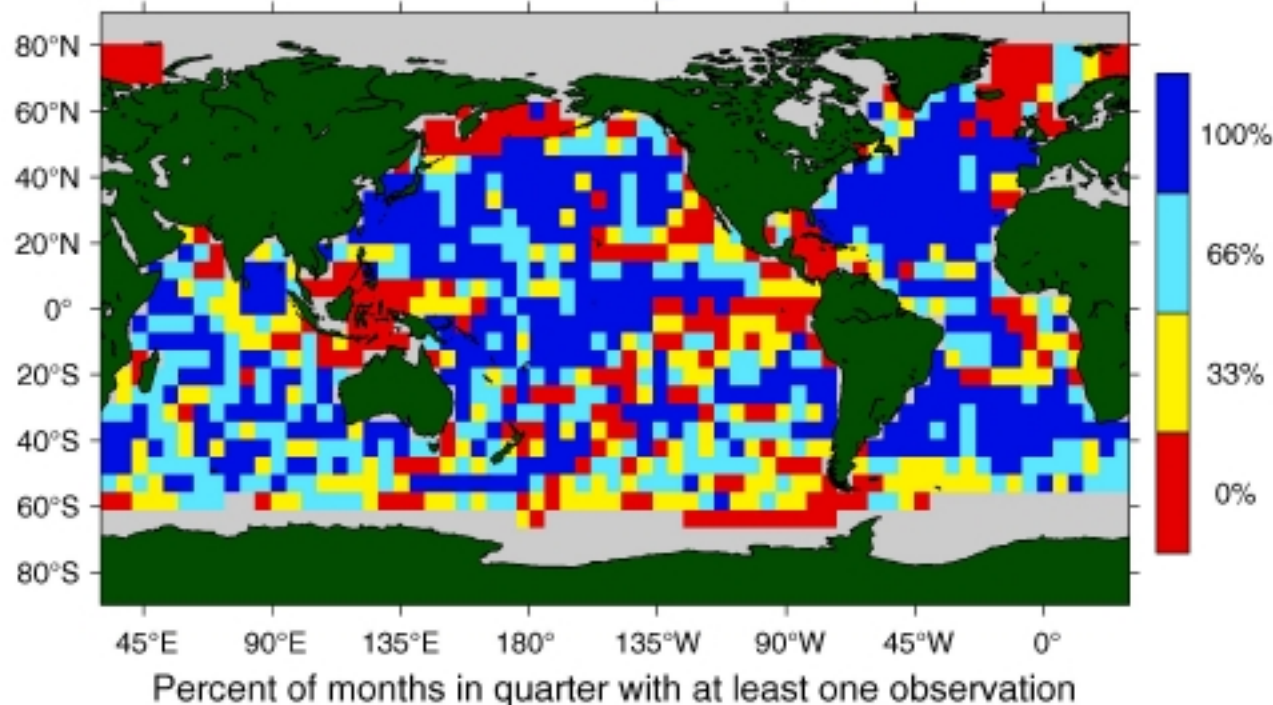 80°N
60°N
40°N
20°N
0°
20°S
40°S
60°S
80°S
45°E 90°E 135°E 180° 135°W 90°W 45°W 0°
100%
66%
33%
0%
Percent of months in quarter with at least one observation